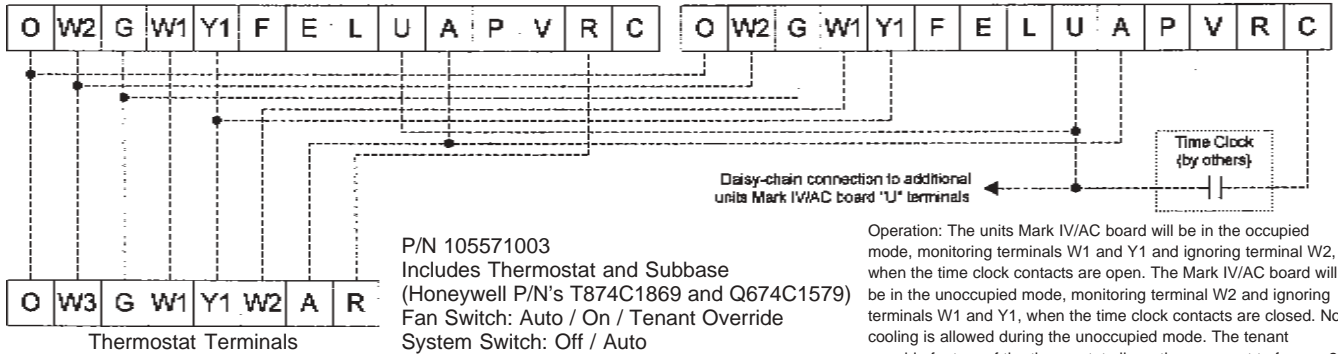 O W2 G W1 Y1 F E L U A P V R C O W2 G W1 Y1 F E L U A P V R C
Time Clock
(by others)
Daisy-chain connection to additional
units Mark IV/AC board "U" terminals
O W3 G W1 Y1 W2 A R
Thermostat Terminals
P/N 105571003
Includes Thermostat and Subbase
(Honeywell P/N's T874C1869 and Q674C1579)
Fan Switch: Auto / On / Tenant Override
System Switch: Off / Auto
Operation: The units Mark IV/AC board will be in the occupied
mode, monitoring terminals W1 and Y1 and ignoring terminal W2,
when the time clock contacts are open. The Mark IV/AC board will
be in the unoccupied mode, monitoring terminal W2 and ignoring
terminals W1 and Y1, when the time clock contacts are closed. No
cooling is allowed during the unoccupied mode. The tenant